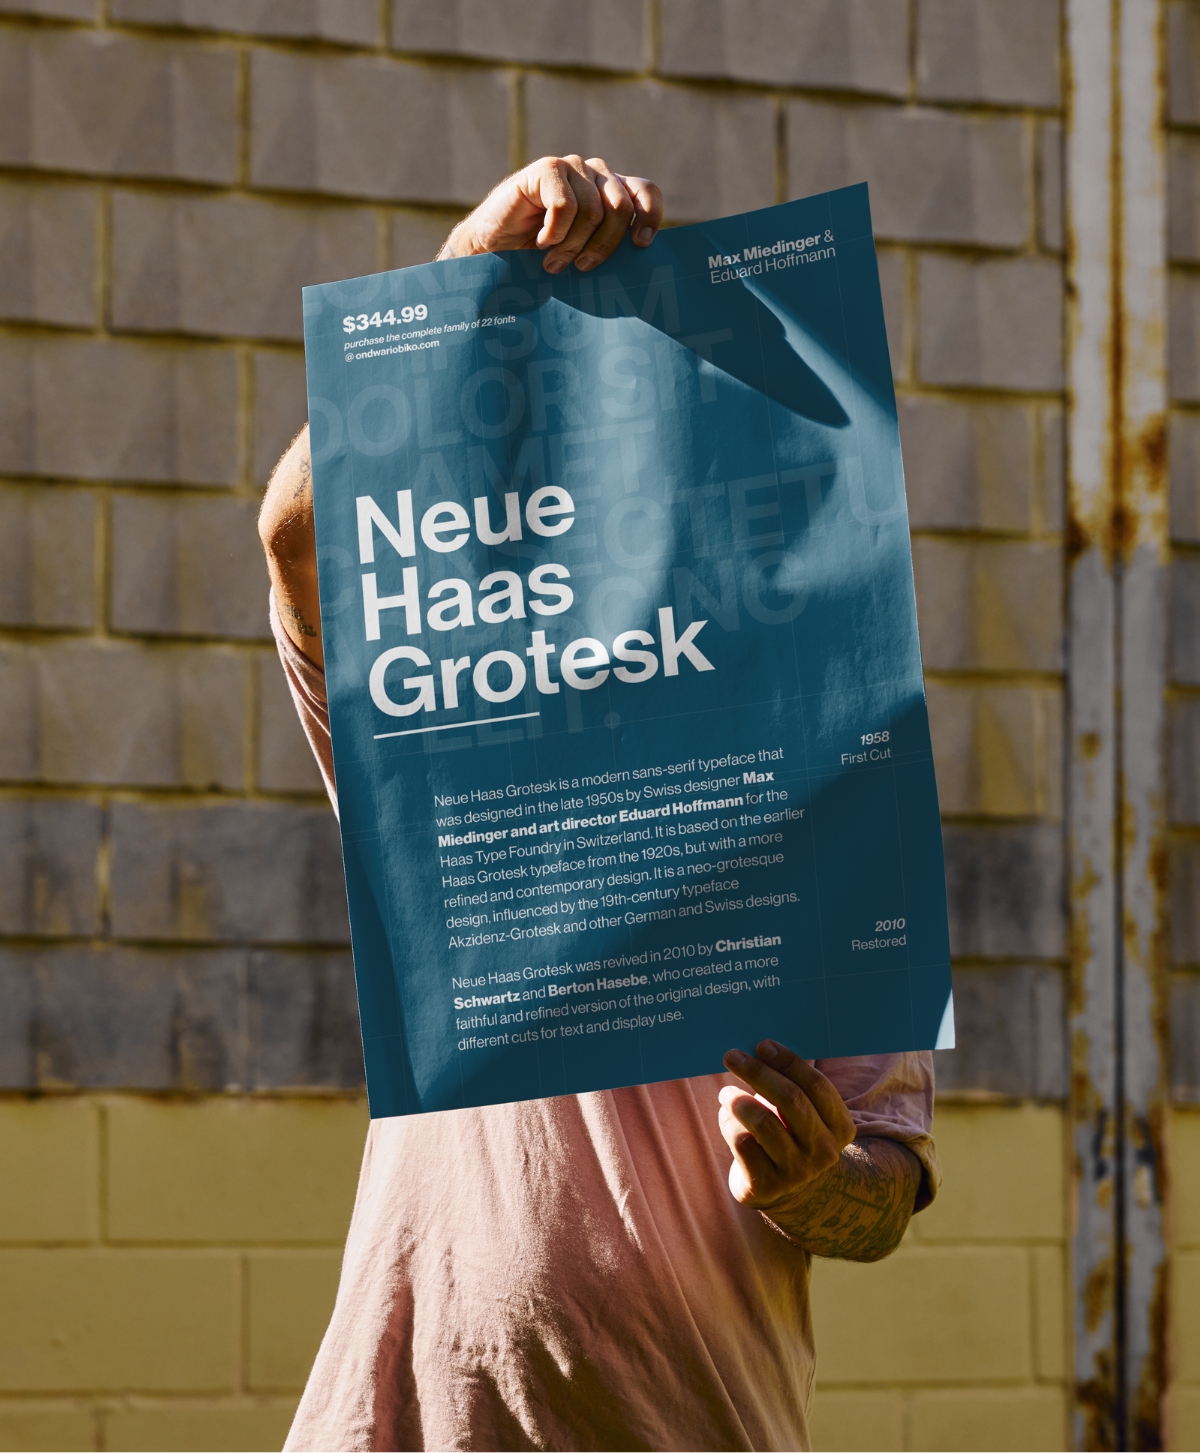 Max Miedinger &
Eduard Hoffmann
$344.99
purchase the complete family of 22 fonts
@ ondwariobiko.com
IPSUM
DOLOR SIT
AMET
Neue
Haas
Grotesk
ELIT.
1958
First Cut
Neue Haas Grotesk is a modern sans-serif typeface that
was designed in the late 1950s by Swiss designer Max
Miedinger and art director Eduard Hoffmann for the
Haas Type Foundry in Switzerland. It is based on the earlier
Haas Grotesk typeface from the 1920s, but with a more
refined and contemporary design. It is a neo-grotesque
design, influenced by the 19th-century typeface
Akzidenz-Grotesk and other German and Swiss designs.
2010
Restored
Neue Haas Grotesk was revived in 2010 by Christian
Schwartz and Berton Hasebe, who created a more
faithful and refined version of the original design, with
different cuts for text and display use.